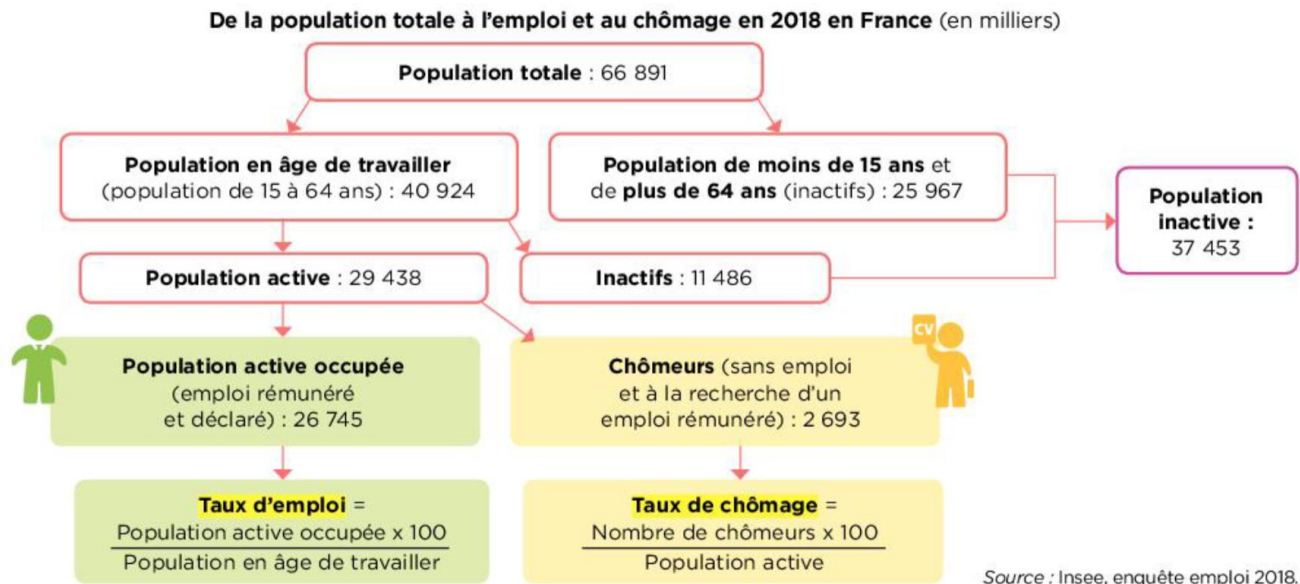 De la population totale à l’emploi et au chômage en 2018 en France (en milliers)
Population totale : 66 891
Population en âge de travailler
(population de 15 à 64 ans) : 40 924
Population de moins de 15 ans et
de plus de 64 ans (inactifs) : 25 967
Population
inactive :
37 453
Population active : 29 438
Inactifs : 11 486
CV
Population active occupée
(emploi rémunéré
et déclaré) : 26 745
Chômeurs (sans emploi
et à la recherche d’un
emploi rémunéré) : 2 693
Taux d’emploi =
Population active occupée x 100
Population en âge de travailler
Taux de chômage =
Nombre de chômeurs x 100
Population active
Source : Insee, enquête emploi 2018.